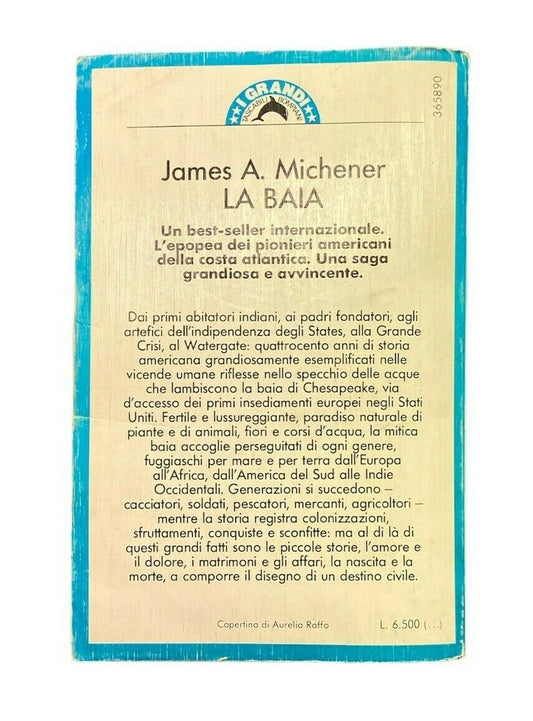 I GRANDI
TASCABILI BOMPIANI
365890
James A. Michener
LA BAIA
Un best-seller internazionale.
L'epopea dei pionieri americani
della costa atlantica. Una saga
grandiosa e avvincente.
Dai primi abitatori indiani, ai padri fondatori, agli
artefici dell'indipendenza degli States, alla Grande
Crisi, al Watergate: quattrocento anni di storia
americana grandiosamente esemplificati nelle
vicende umane riflesse nello specchio delle acque
che lambiscono la baia di Chesapeake, via
d'accesso dei primi insediamenti europei negli Stati
Uniti. Fertile e lussureggiante, paradiso naturale di
piante e di animali, fiori e corsi d'acqua, la mitica
baia accoglie perseguitati di ogni genere,
fuggiaschi per mare e per terra dall'Europa
all'Africa, dall'America del Sud alle Indie
Occidentali. Generazioni si succedono –
cacciatori, soldati, pescatori, mercanti, agricoltori –
mentre la storia registra colonizzazioni,
sfruttamenti, conquiste e sconfitte: ma al di là di
questi grandi fatti sono le piccole storie, l'amore e
il dolore, i matrimoni e gli affari, la nascita e la
morte, a comporre il disegno di un destino civile.
Copertina di Aurelia Raffo
L. 6.500 (...)